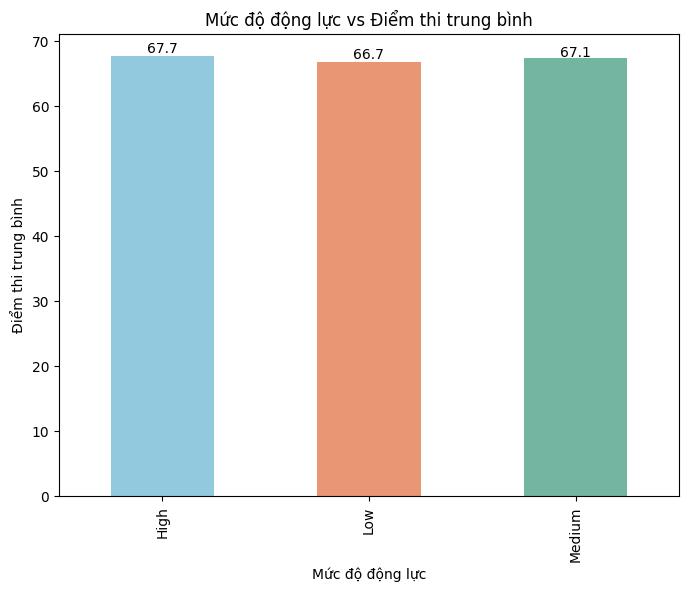 Mức độ động lực vs Điểm thi trung bình
67.7
66.7
67.1
70
60
50
40
30
20
10
0
Điểm thi trung bình
High
Low
Medium
Mức độ động lực